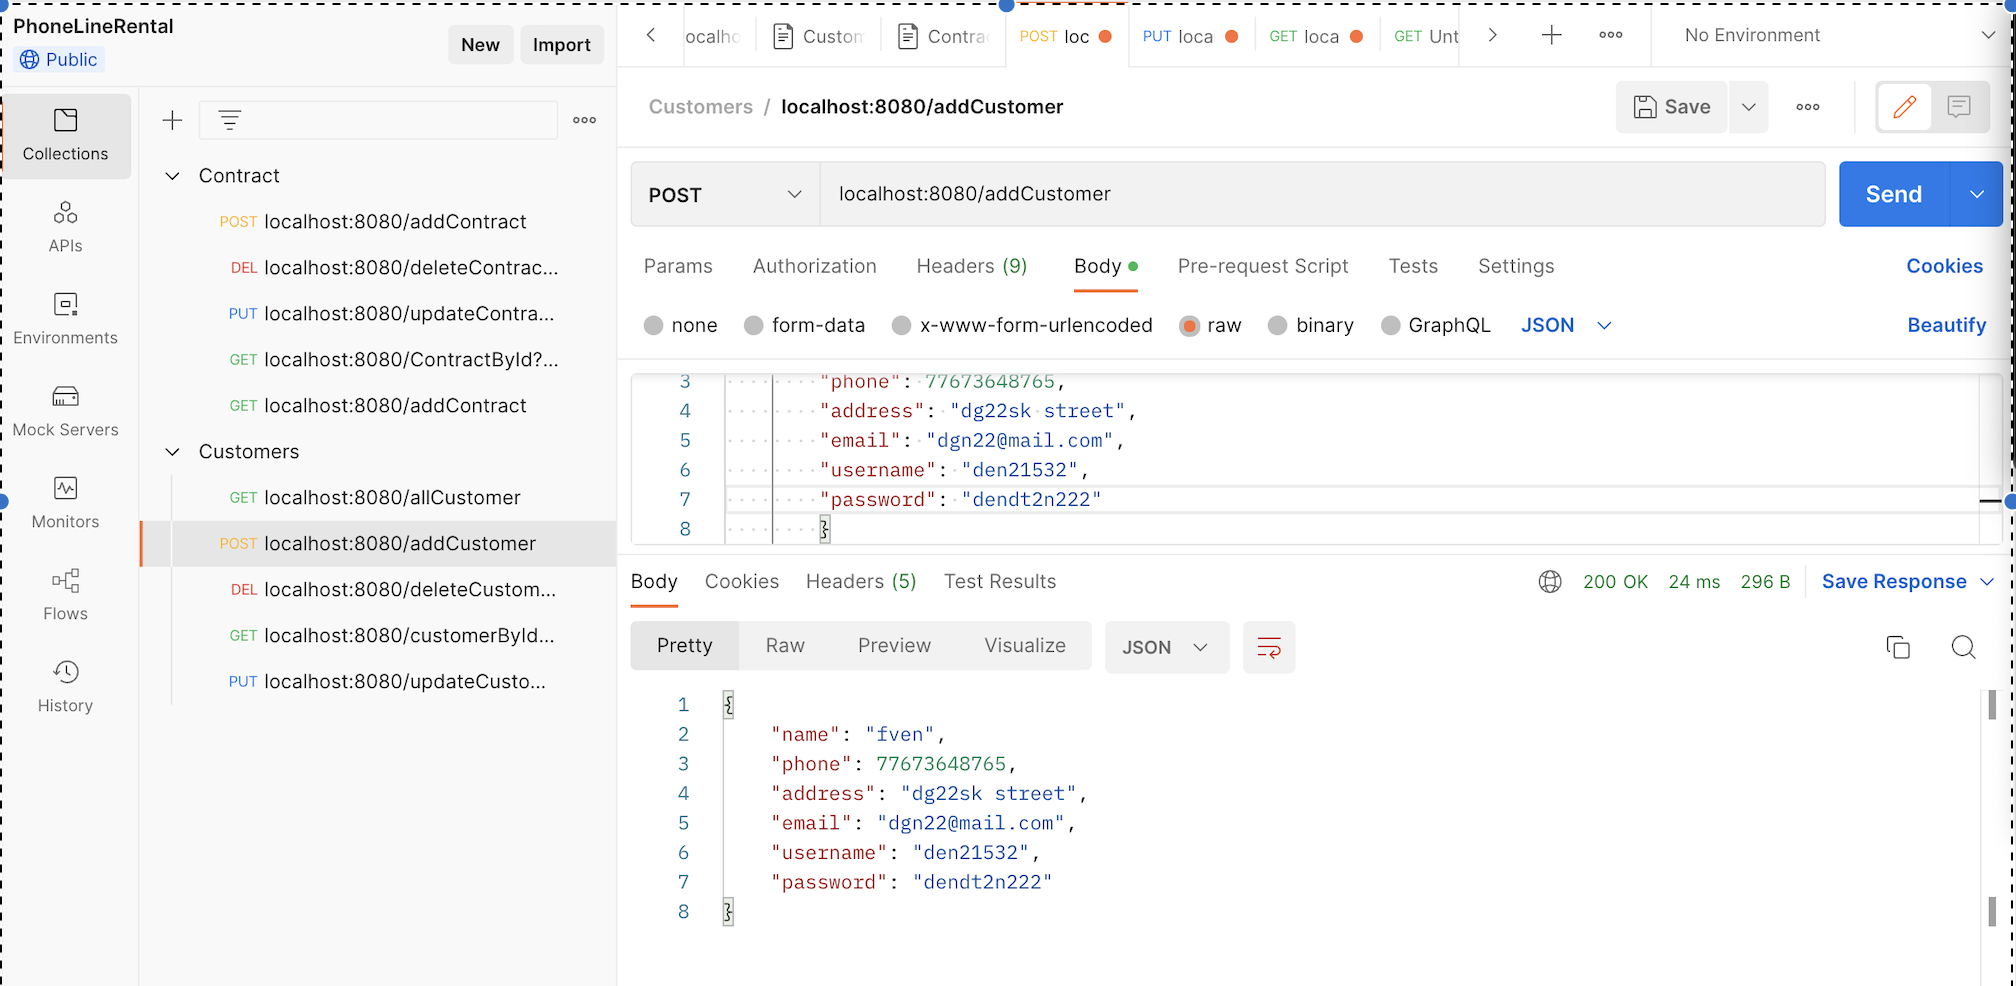 PhoneLineRental
Public
New
Import
Collections
APIs
Environments
Mock Servers
Monitors
Flows
History
Contract
POST localhost:8080/addContract
DEL localhost:8080/deleteContrac...
PUT localhost:8080/updateContra...
GET localhost:8080/ContractById?...
GET localhost:8080/addContract
Customers
GET localhost:8080/allCustomer
POST localhost:8080/addCustomer
DEL localhost:8080/deleteCustom...
GET localhost:8080/customerById...
PUT localhost:8080/updateCusto...
ocalho Custom Contra POST loc PUT loca GET loca GET Unt No Environment
Customers / localhost:8080/addCustomer
Save
POST localhost:8080/addCustomer Send
Params Authorization Headers (9) Body Pre-request Script Tests Settings Cookies
none form-data x-www-form-urlencoded raw binary GraphQL JSON Beautify
3 "phone": 77673648765,
4 "address": "dg22sk street",
5 "email": "dgn22@mail.com",
6 "username": "den21532",
7 "password": "dendt2n222"
8 }
Body Cookies Headers (5) Test Results 200 OK 24 ms 296 B Save Response
Pretty Raw Preview Visualize JSON
1 {
2 "name": "fven",
3 "phone": 77673648765,
4 "address": "dg22sk street",
5 "email": "dgn22@mail.com",
6 "username": "den21532",
7 "password": "dendt2n222"
8 }